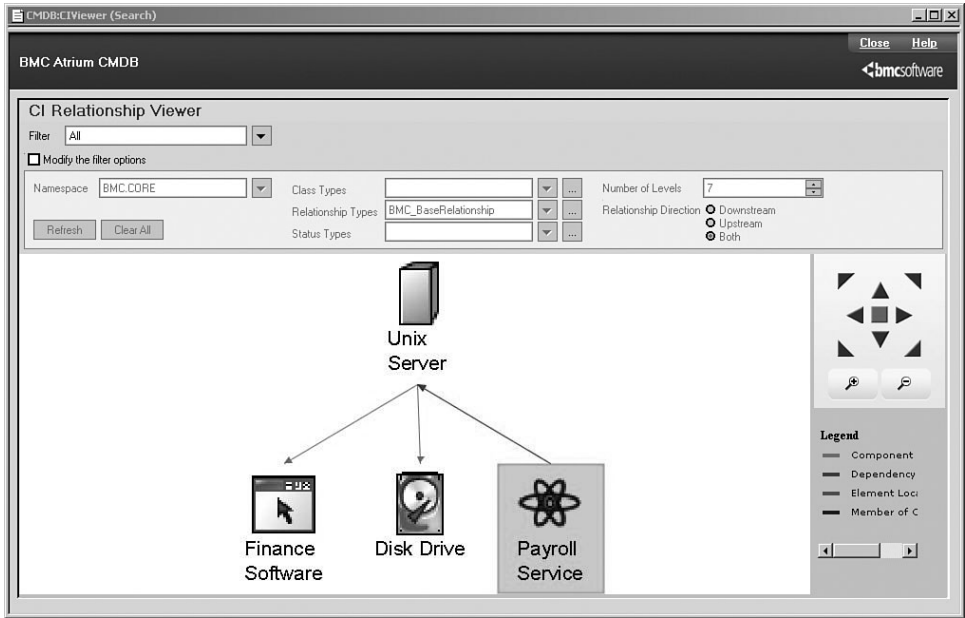 CMDB:CIViewer (Search)
Close Help
BMC Atrium CMDB
bmcsoftware
CI Relationship Viewer
Filter All
Modify the filter options
Namespace BMC.CORE
Class Types
Number of Levels 7
Relationship Types BMC_BaseRelationship
Relationship Direction Downstream
Upstream
Both
Refresh Clear All
Status Types
Unix
Server
Finance
Software
Disk Drive
Payroll
Service
Legend
Component
Dependency
Element Loc
Member of C